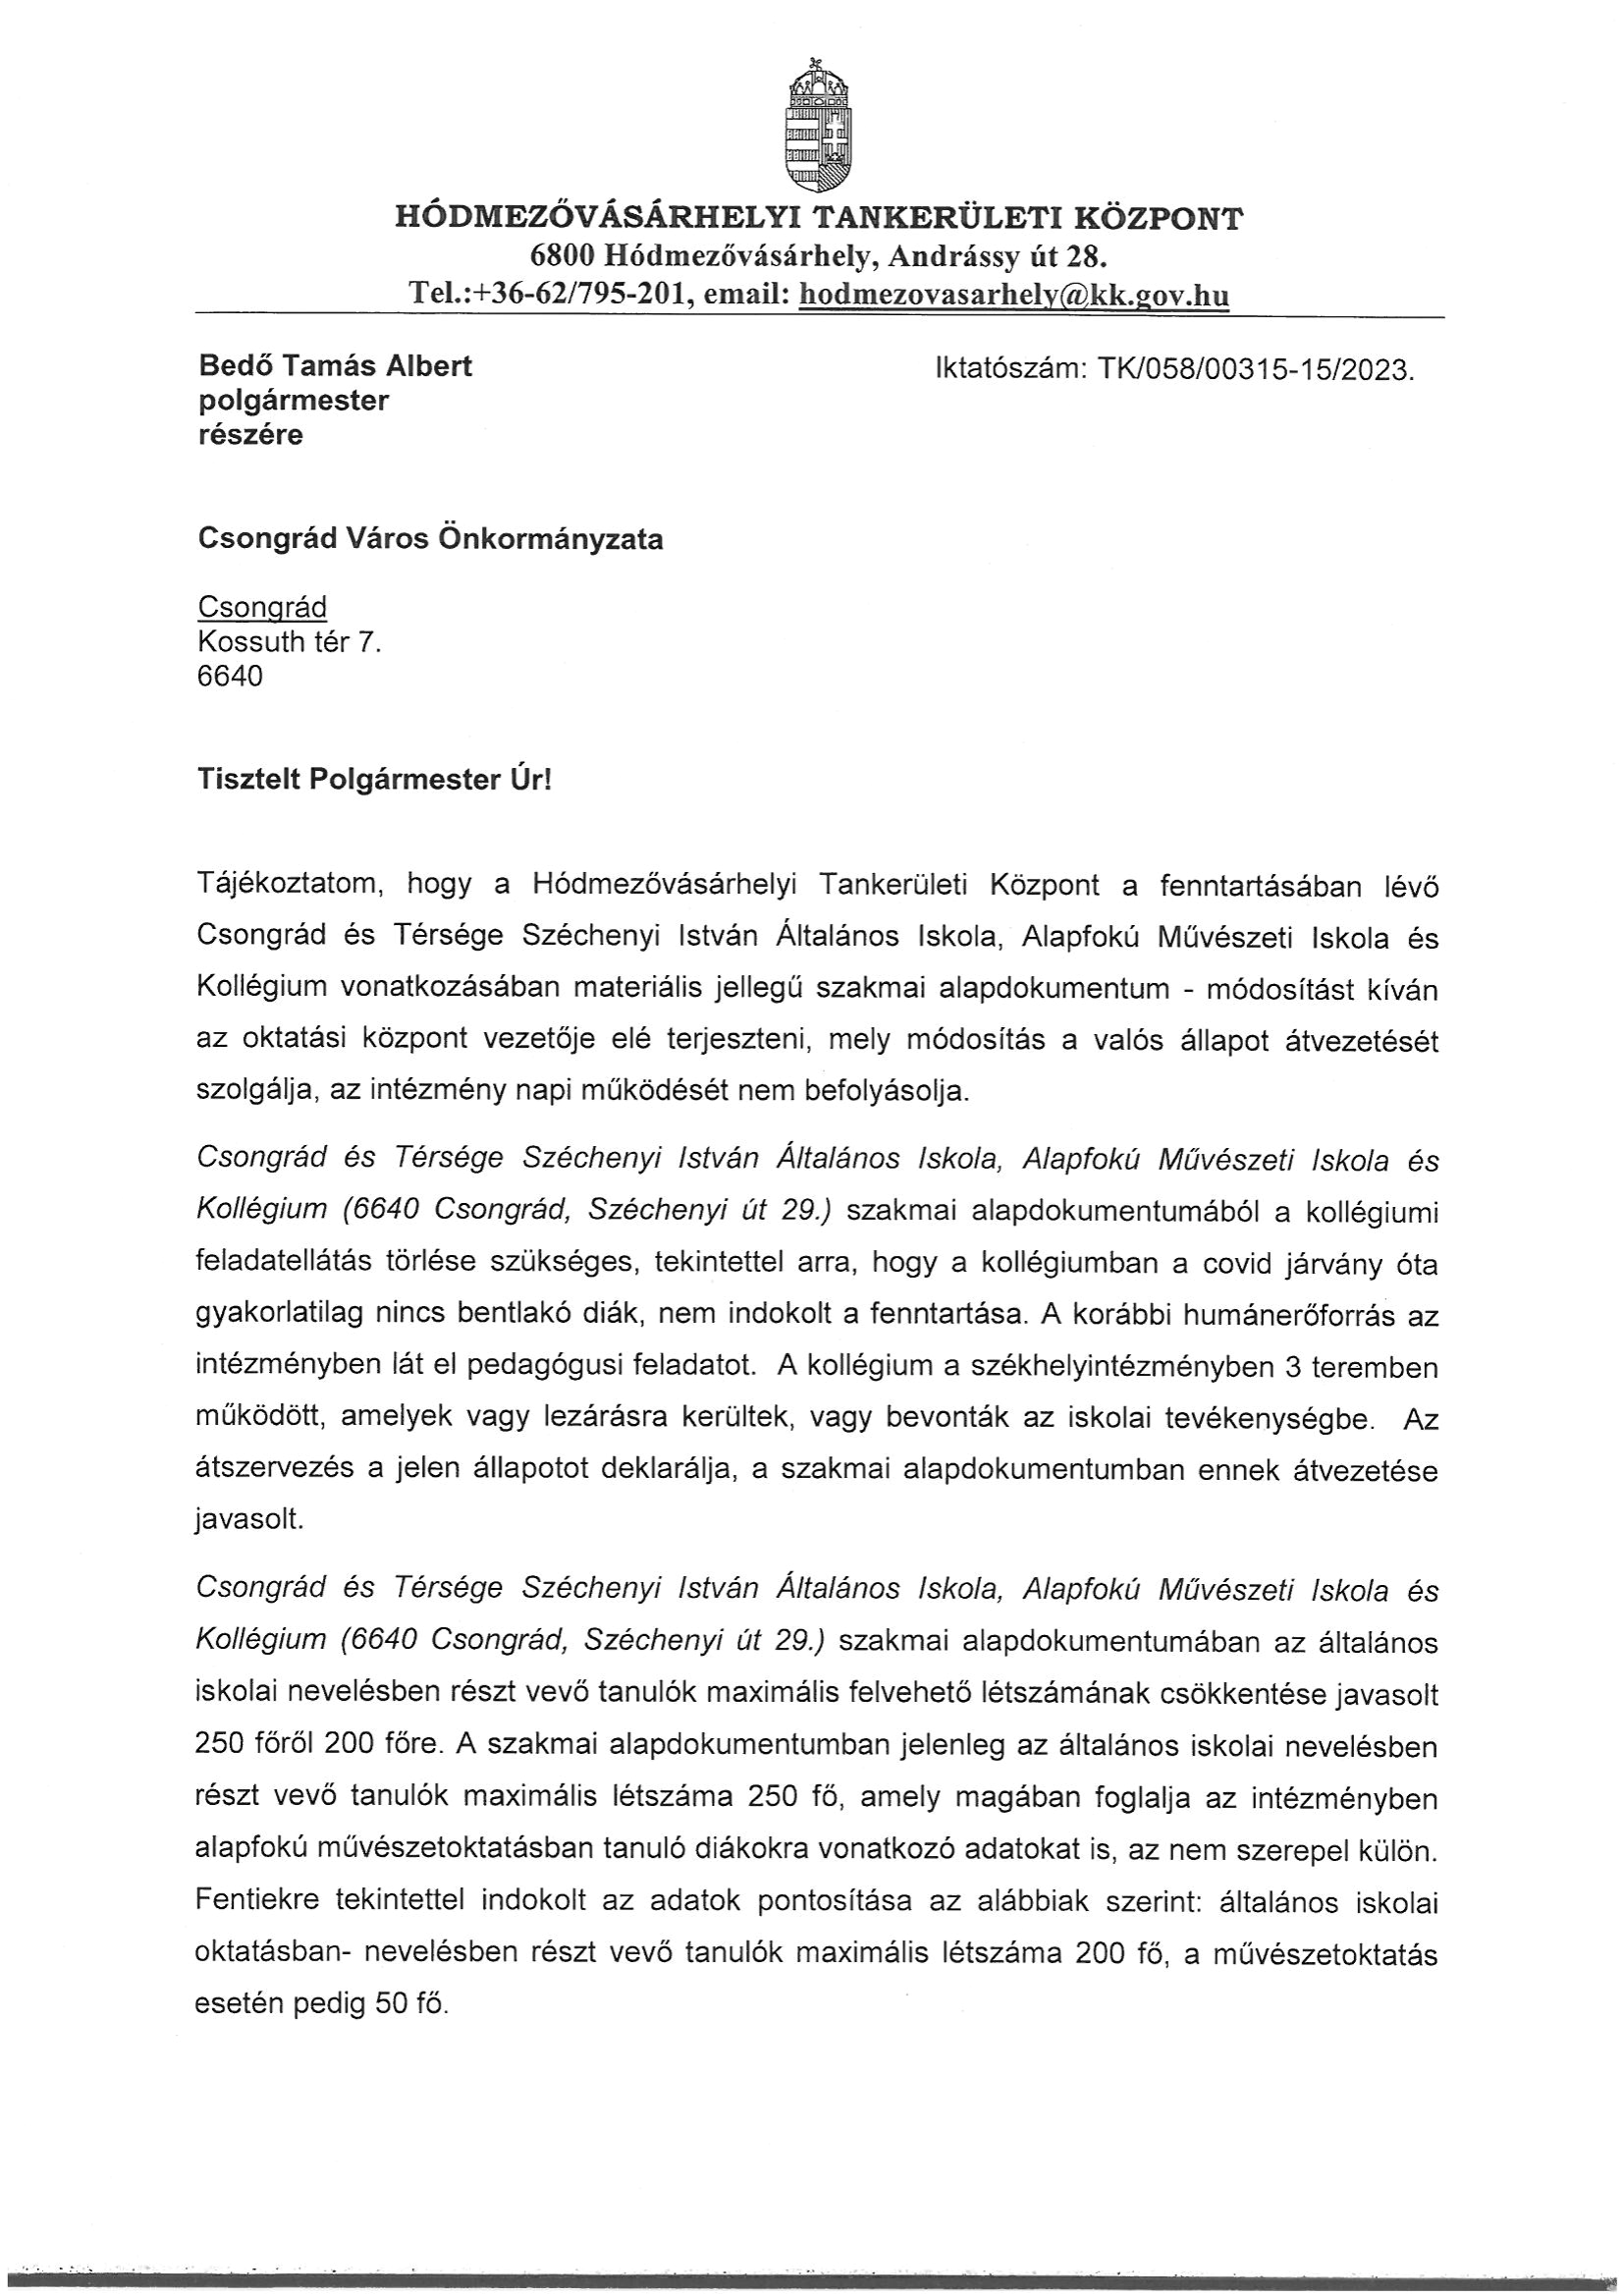 HÓDMEZŐVÁSÁRHELYI TANKERÜLETI KÖZPONT
6800 Hódmezővásárhely, Andrássy út 28.
Tel.:+36-62/795-201, email: hodmezovasarhely@kk.gov.hu
Bedő Tamás Albert
Iktatószám: TK/058/00315-15/2023.
polgármester
részére
Csongrád Város Önkormányzata
Csongrád
Kossuth tér 7.
6640
Tisztelt Polgármester Úr!
Tájékoztatom, hogy a Hódmezővásárhelyi Tankerületi Központ a fenntartásában lévő
Csongrád és Térsége Széchenyi István Általános Iskola, Alapfokú Művészeti Iskola és
Kollégium vonatkozásában materiális jellegű szakmai alapdokumentum - módosítást kíván
az oktatási központ vezetője elé terjeszteni, mely módosítás a valós állapot átvezetését
szolgálja, az intézmény napi működését nem befolyásolja.
Csongrád és Térsége Széchenyi István Általános Iskola, Alapfokú Művészeti Iskola és
Kollégium (6640 Csongrád, Széchenyi út 29.) szakmai alapdokumentumából a kollégiumi
feladatellátás törlése szükséges, tekintettel arra, hogy a kollégiumban a covid járvány óta
gyakorlatilag nincs bentlakó diák, nem indokolt a fenntartása. A korábbi humánerőforrás az
intézményben lát el pedagógusi feladatot. A kollégium a székhelyintézményben 3 teremben
működött, amelyek vagy lezárásra kerültek, vagy bevonták az iskolai tevékenységbe. Az
átszervezés a jelen állapotot deklarálja, a szakmai alapdokumentumban ennek átvezetése
javasolt.
Csongrád és Térsége Széchenyi István Általános Iskola, Alapfokú Művészeti Iskola és
Kollégium (6640 Csongrád, Széchenyi út 29.) szakmai alapdokumentumában az általános
iskolai nevelésben részt vevő tanulók maximális felvehető létszámának csökkentése javasolt
250 főről 200 főre. A szakmai alapdokumentumban jelenleg az általános iskolai nevelésben
részt vevő tanulók maximális létszáma 250 fő, amely magában foglalja az intézményben
alapfokú művészetoktatásban tanuló diákokra vonatkozó adatokat is, az nem szerepel külön.
Fentiekre tekintettel indokolt az adatok pontosítása az alábbiak szerint: általános iskolai
oktatásban- nevelésben részt vevő tanulók maximális létszáma 200 fő, a művészetoktatás
esetén pedig 50 fő.